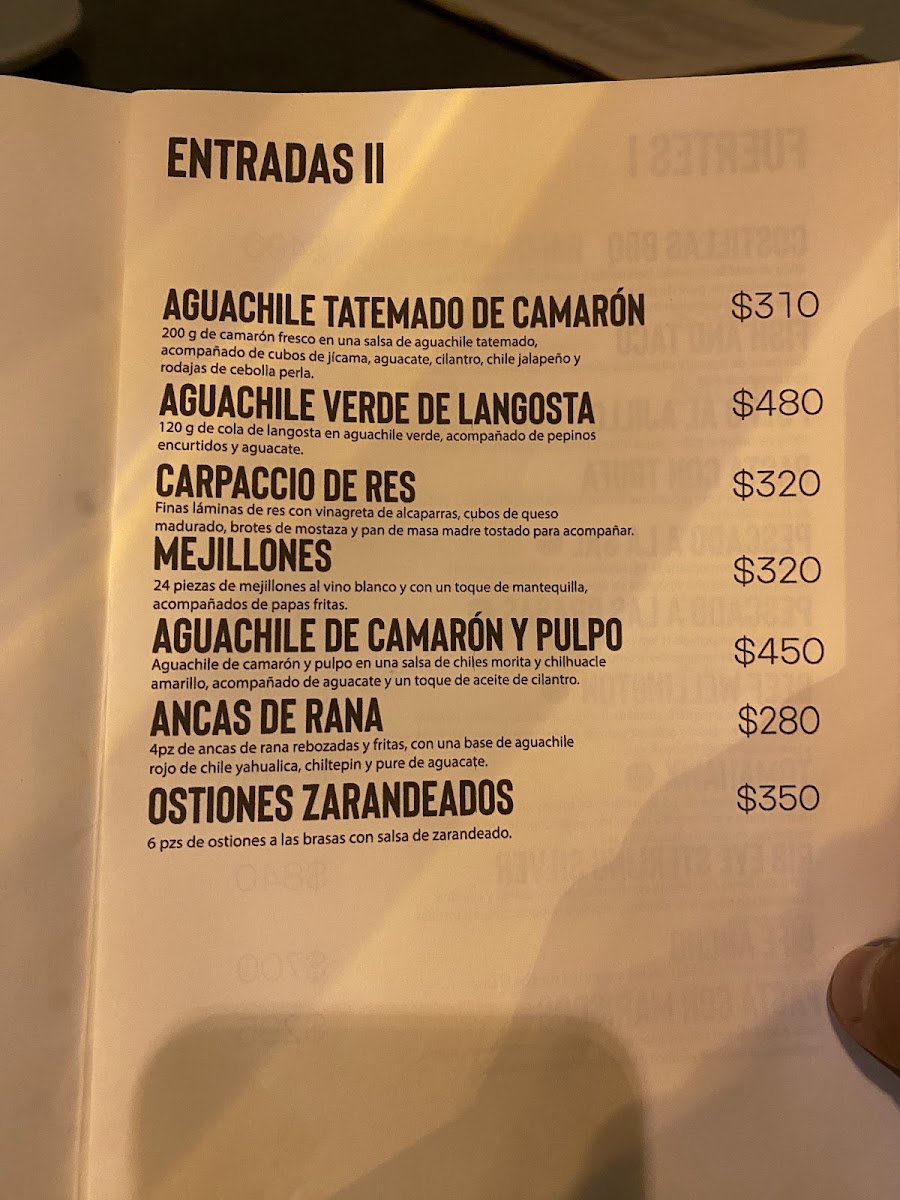 ENTRADAS II
AGUACHILE TATEMADO DE CAMARÓN $310
200 g de camarón fresco en una salsa de aguachile tatemado,
acompañado de cubos de jícama, aguacate, cilantro, chile jalapeño y
rodajas de cebolla perla.
AGUACHILE VERDE DE LANGOSTA $480
120 g de cola de langosta en aguachile verde, acompañado de pepinos
encurtidos y aguacate.
CARPACCIO DE RES $320
Finas láminas de res con vinagreta de alcaparras, cubos de queso
madurado, brotes de mostaza y pan de masa madre tostado para acompañar.
MEJILLONES $320
24 piezas de mejillones al vino blanco y con un toque de mantequilla,
acompañados de papas fritas.
AGUACHILE DE CAMARÓN Y PULPO $450
Aguachile de camarón y pulpo en una salsa de chiles morita y chilhuacle
amarillo, acompañado de aguacate y un toque de aceite de cilantro.
ANCAS DE RANA $280
4pz de ancas de rana rebozadas y fritas, con una base de aguachile
rojo de chile yahualica, chiltepin y pure de aguacate.
OSTIONES ZARANDEADOS $350
6 pzs de ostiones a las brasas con salsa de zarandeado.